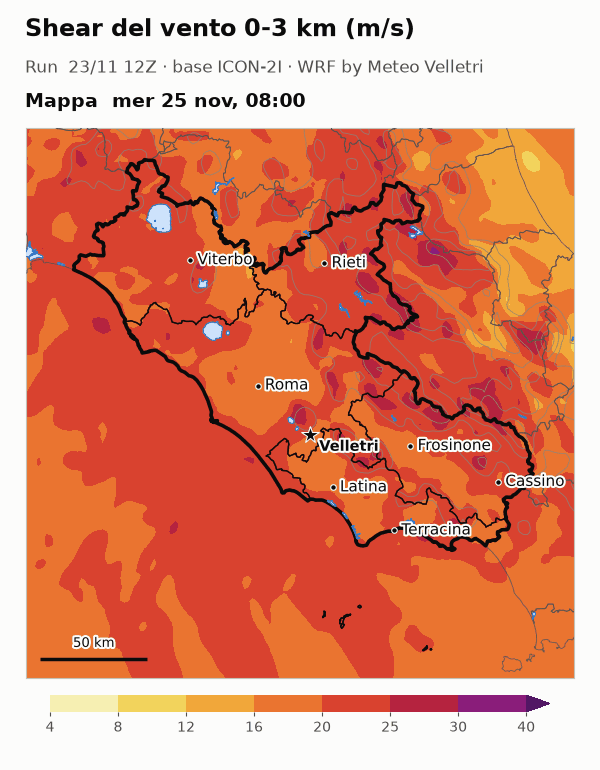 Shear del vento 0-3 km (m/s)
Run  23/11 12Z · base ICON-2I · WRF by Meteo Velletri
Mappa  mer 25 nov, 08:00
Viterbo
Rieti
Roma
Velletri
Frosinone
Cassino
Latina
Terracina
50 km
4 8 12 16 20 25 30 40